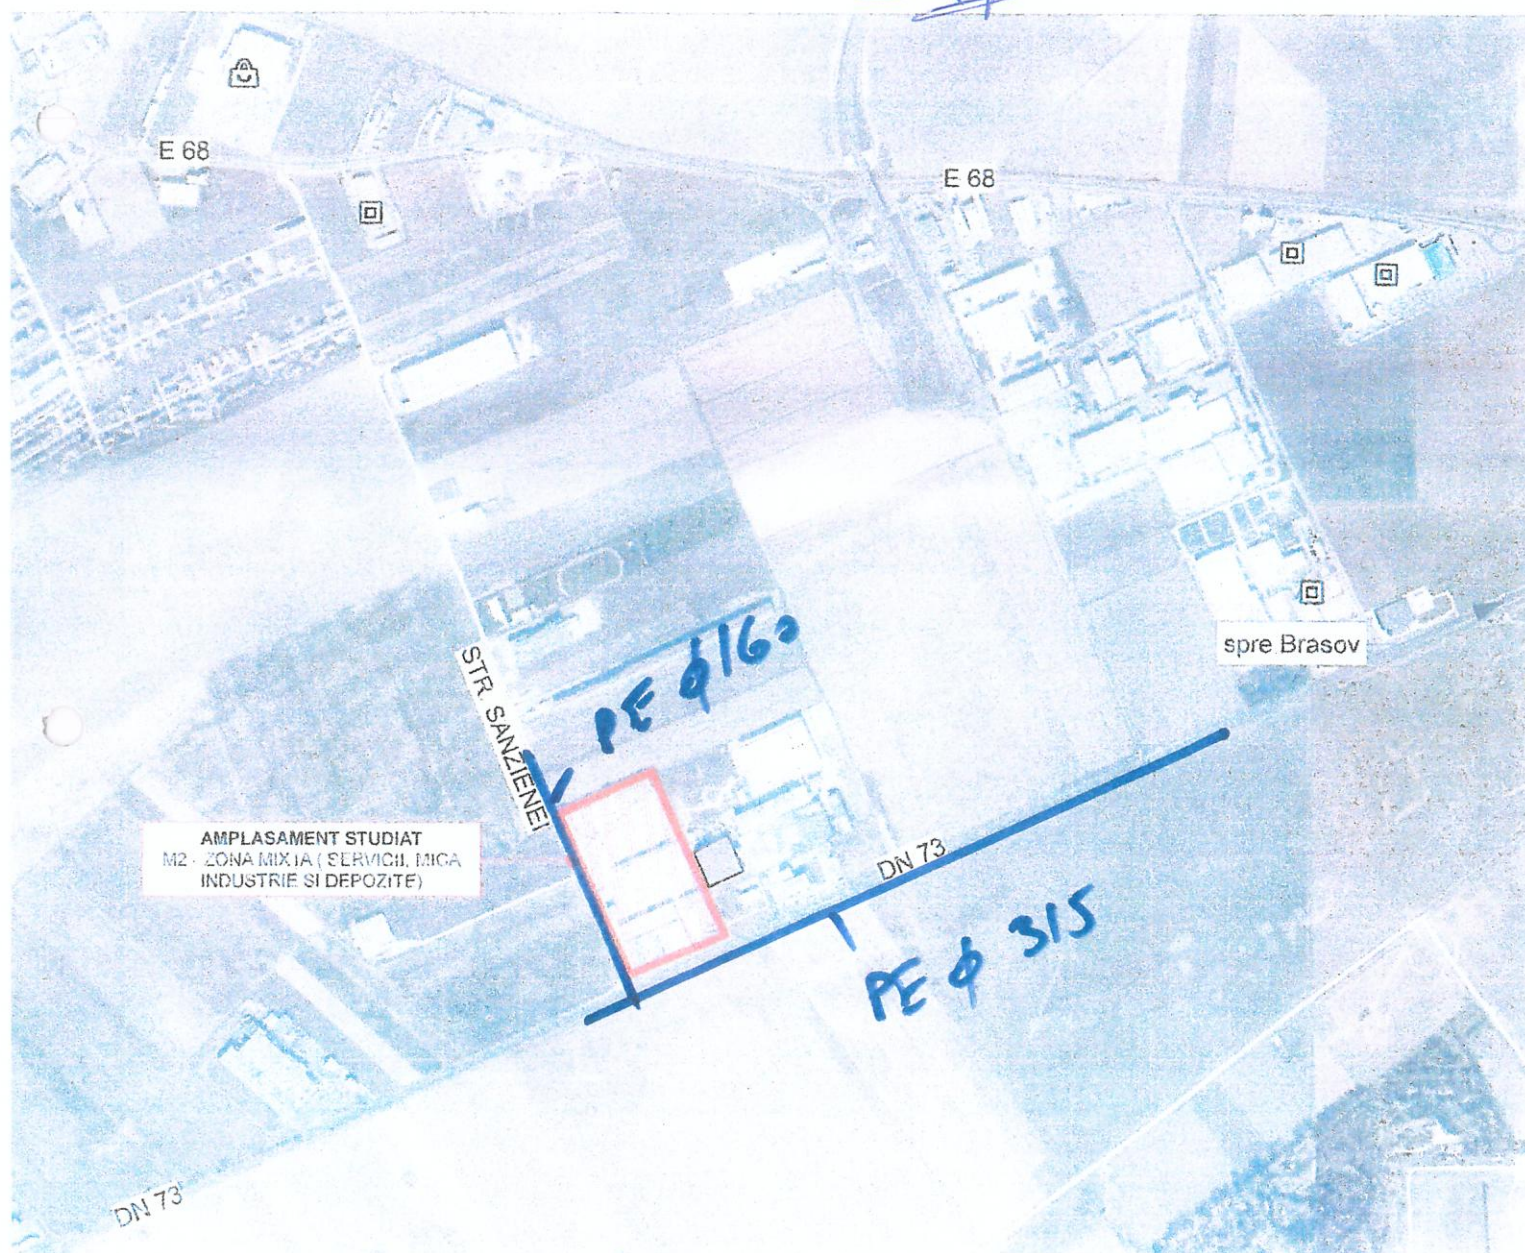 E 68
E 68
spre Brasov
PE ϕ 160
STR. SANZIENEI
AMPLASAMENT STUDIAT
M2 - ZONA MIXTA ( SERVICII, MICA
INDUSTRIE SI DEPOZITE)
DN 73
PE ϕ 315
DN 73